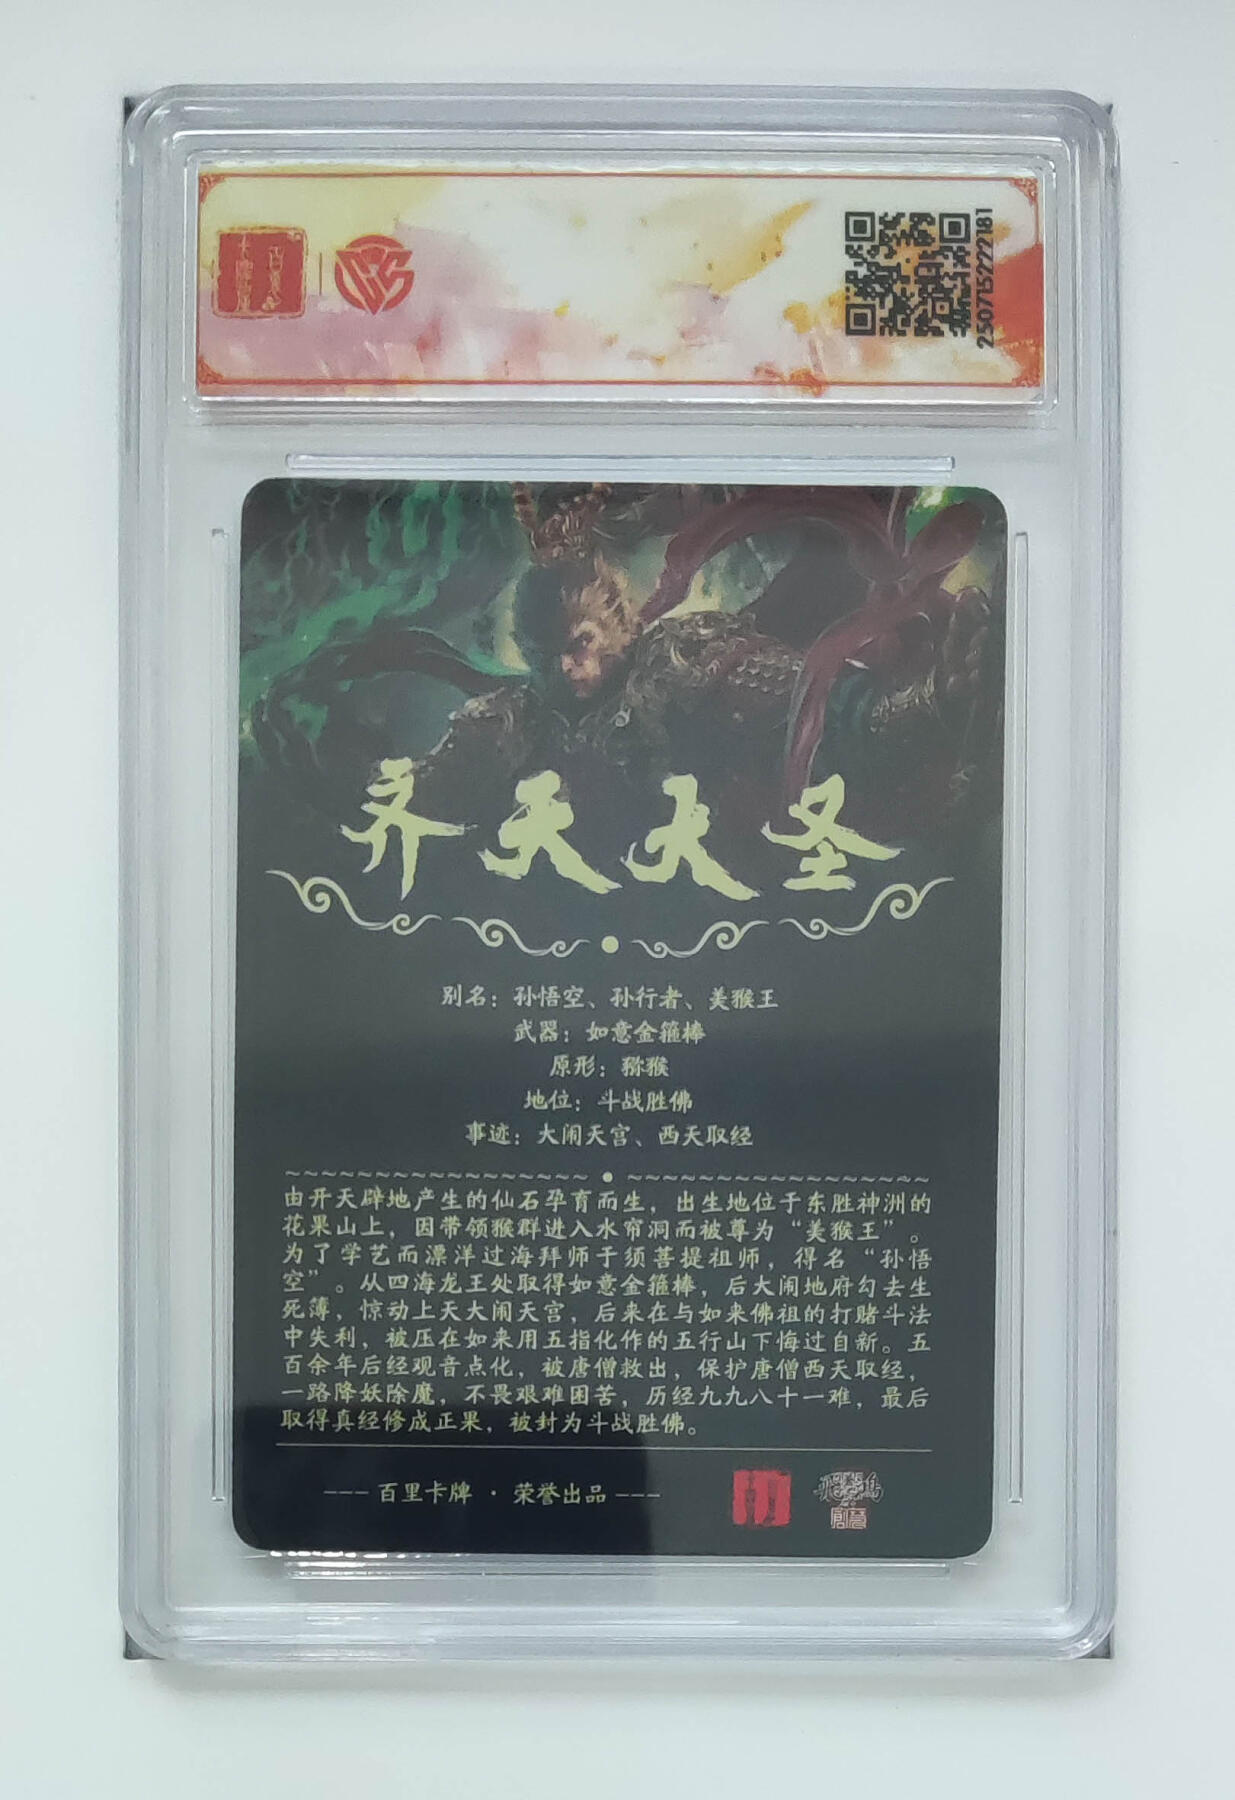 2507152222181
齐天大圣
别名：孙悟空、孙行者、美猴王
武器：如意金箍棒
原形：猕猴
地位：斗战胜佛
事迹：大闹天宫、西天取经
由开天辟地产生的仙石孕育而生，出生地位于东胜神洲的
花果山上，因带领猴群进入水帘洞而被尊为“美猴王”。
为了学艺而漂洋过海拜师于须菩提祖师，得名“孙悟
空”。从四海龙王处取得如意金箍棒，后大闹地府勾去生
死簿，惊动上天大闹天宫，后来在与如来佛祖的打赌斗法
中失利，被压在如来用五指化作的五行山下悔过自新。五
百余年后经观音点化，被唐僧救出，保护唐僧西天取经，
一路降妖除魔，不畏艰难困苦，历经九九八十一难，最后
取得真经修成正果，被封为斗战胜佛。
---百里卡牌 · 荣誉出品---